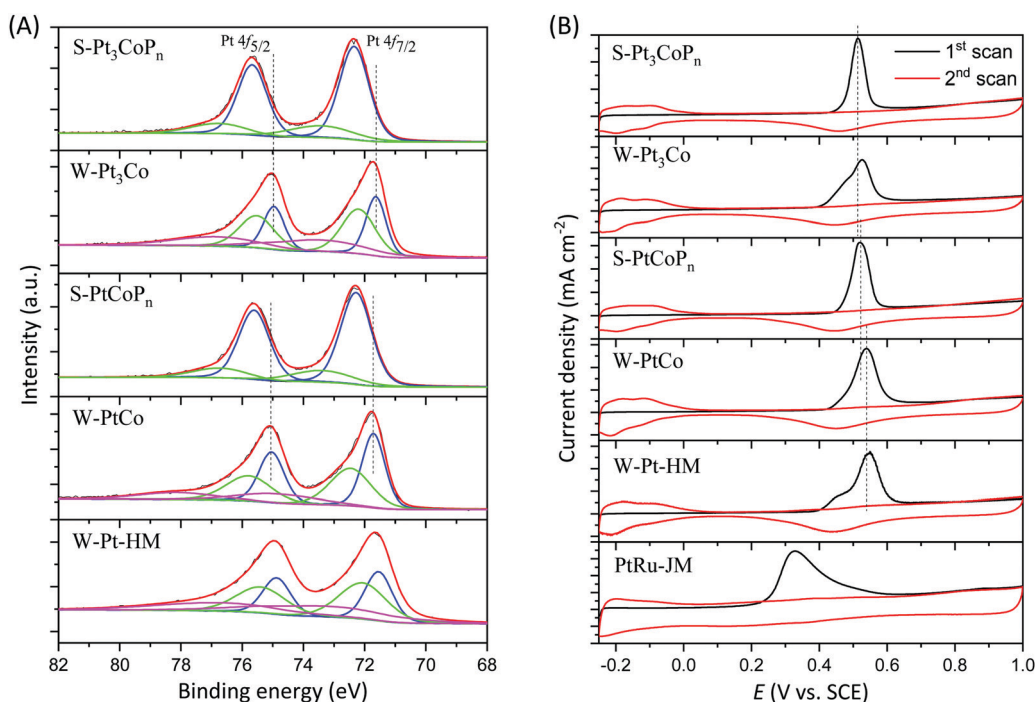 (A)
Pt 4f5/2 Pt 4f7/2
S-Pt3CoPn
W-Pt3Co
S-PtCoPn
W-PtCo
W-Pt-HM
Intensity (a.u.)
82 80 78 76 74 72 70 68
Binding energy (eV)
(B)
S-Pt3CoPn
1st scan
2nd scan
W-Pt3Co
S-PtCoPn
W-PtCo
W-Pt-HM
PtRu-JM
Current density (mA cm-2)
-0.2 0.0 0.2 0.4 0.6 0.8 1.0
E (V vs. SCE)